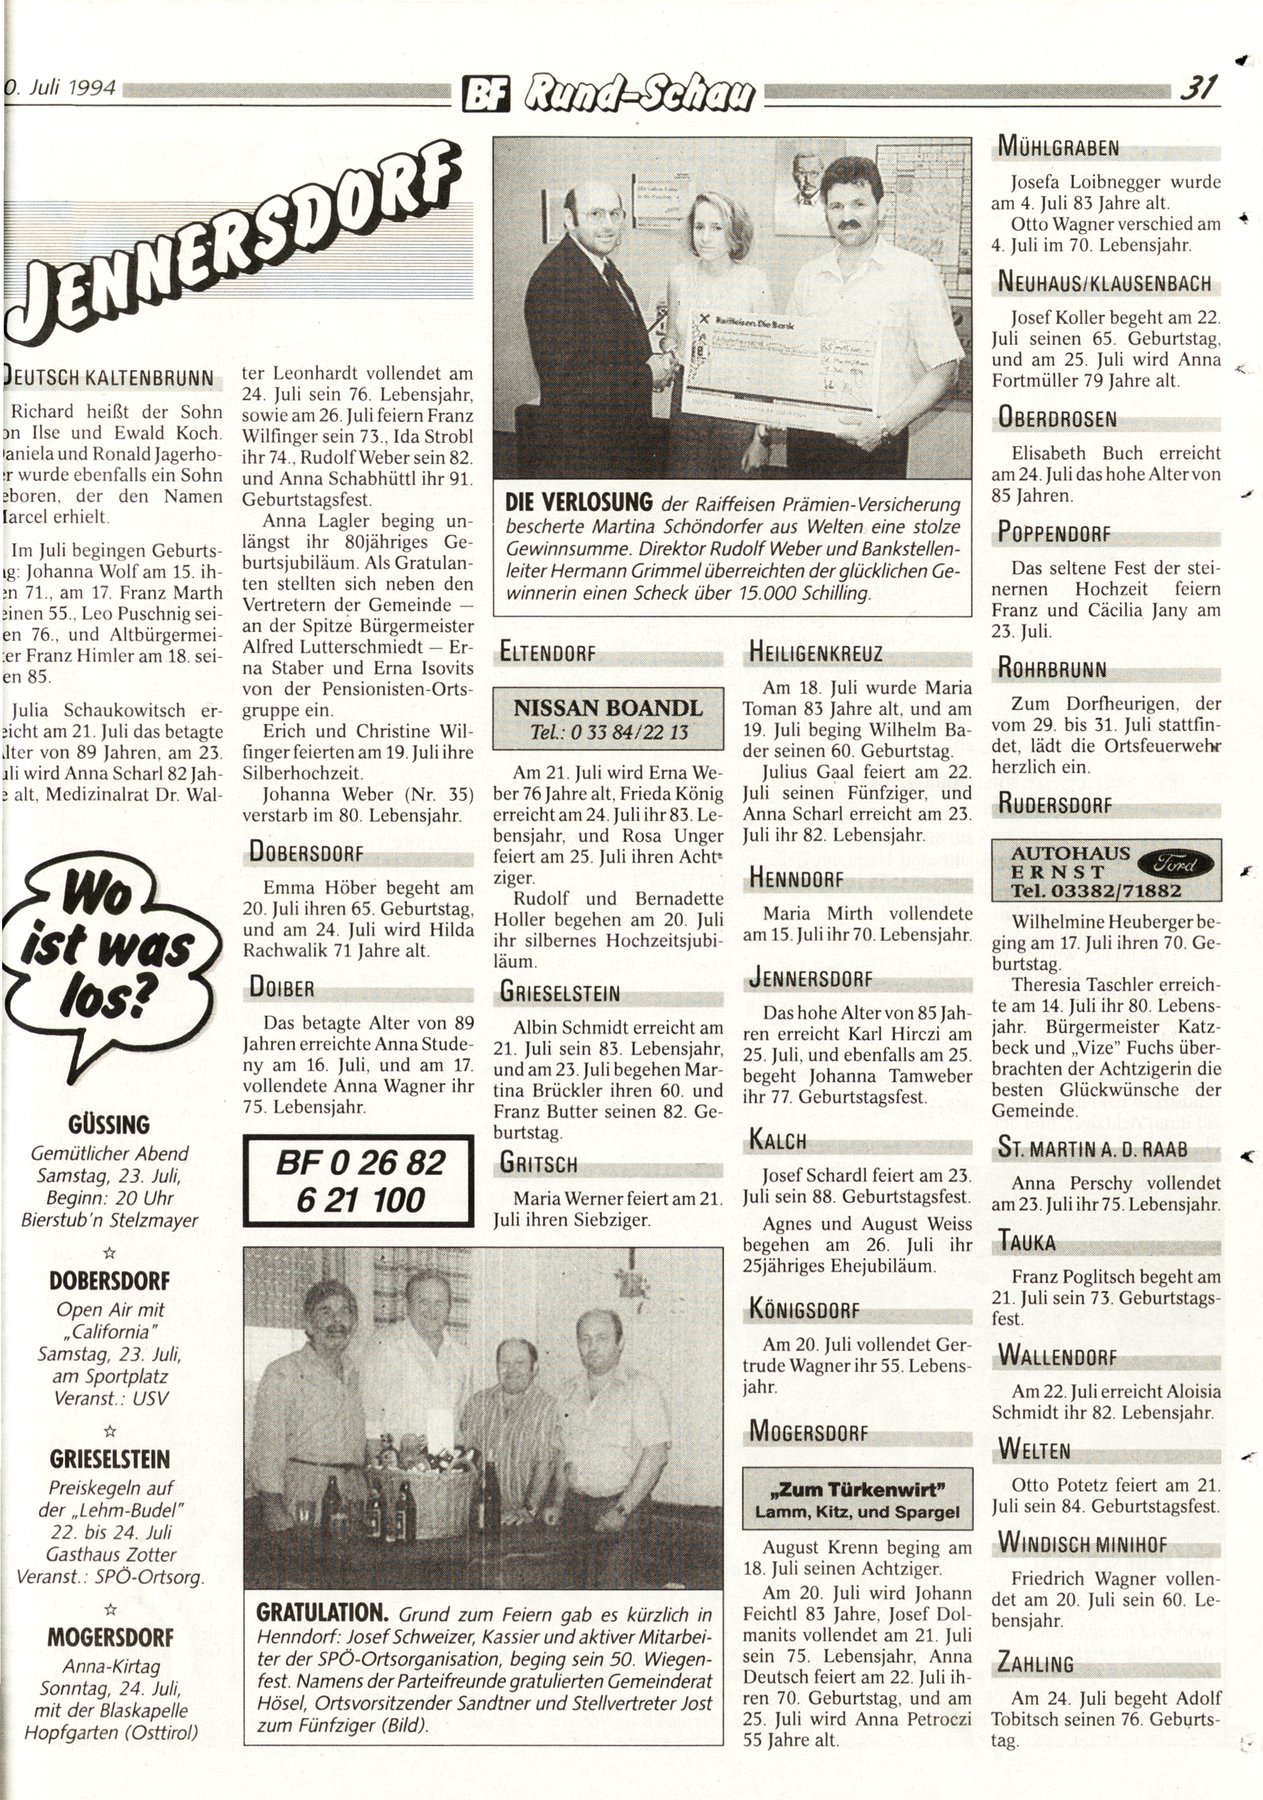 0. Juli 1994
BF Rund-Schau
31
JENNERSDORF
DEUTSCH KALTENBRUNN
Richard heißt der Sohn
on Ilse und Ewald Koch.
aniela und Ronald Jagerho-
r wurde ebenfalls ein Sohn
eboren, der den Namen
arcel erhielt.
Im Juli begingen Geburts-
ag: Johanna Wolf am 15. ih-
en 71., am 17. Franz Marth
einen 55., Leo Puschnig sei-
en 76., und Altbürgermei-
er Franz Himler am 18. sei-
en 85.
Julia Schaukowitsch er-
eicht am 21. Juli das betagte
lter von 89 Jahren, am 23.
uli wird Anna Scharl 82 Jah-
e alt, Medizinalrat Dr. Wal-
Wo
ist was
los?
GÜSSING
Gemütlicher Abend
Samstag, 23. Juli,
Beginn: 20 Uhr
Bierstub'n Stelzmayer
☆
DOBERSDORF
Open Air mit
„California"
Samstag, 23. Juli,
am Sportplatz
Veranst.: USV
☆
GRIESELSTEIN
Preiskegeln auf
der „Lehm-Budel"
22. bis 24. Juli
Gasthaus Zotter
Veranst.: SPÖ-Ortsorg.
☆
MOGERSDORF
Anna-Kirtag
Sonntag, 24. Juli,
mit der Blaskapelle
Hopfgarten (Osttirol)
ter Leonhardt vollendet am
24. Juli sein 76. Lebensjahr,
sowie am 26. Juli feiern Franz
Wilfinger sein 73., Ida Strobl
ihr 74., Rudolf Weber sein 82.
und Anna Schabhüttl ihr 91.
Geburtstagsfest.
Anna Lagler beging un-
längst ihr 80jähriges Ge-
burtsjubiläum. Als Gratulan-
ten stellten sich neben den
Vertretern der Gemeinde —
an der Spitze Bürgermeister
Alfred Lutterschmiedt — Er-
na Staber und Erna Isovits
von der Pensionisten-Orts-
gruppe ein.
Erich und Christine Wil-
finger feierten am 19. Juli ihre
Silberhochzeit.
Johanna Weber (Nr. 35)
verstarb im 80. Lebensjahr.
DOBERSDORF
Emma Höber begeht am
20. Juli ihren 65. Geburtstag,
und am 24. Juli wird Hilda
Rachwalik 71 Jahre alt.
DOIBER
Das betagte Alter von 89
Jahren erreichte Anna Stude-
ny am 16. Juli, und am 17.
vollendete Anna Wagner ihr
75. Lebensjahr.
BF 0 26 82
6 21 100
Raiffeisen. Die Bank
DIE VERLOSUNG der Raiffeisen Prämien-Versicherung
bescherte Martina Schöndorfer aus Welten eine stolze
Gewinnsumme. Direktor Rudolf Weber und Bankstellen-
leiter Hermann Grimmel überreichten der glücklichen Ge-
winnerin einen Scheck über 15.000 Schilling.
ELTENDORF
NISSAN BOANDL
Tel.: 0 33 84/22 13
Am 21. Juli wird Erna We-
ber 76 Jahre alt, Frieda König
erreicht am 24. Juli ihr 83. Le-
bensjahr, und Rosa Unger
feiert am 25. Juli ihren Acht-
ziger.
Rudolf und Bernadette
Holler begehen am 20. Juli
ihr silbernes Hochzeitsjubi-
läum.
GRIESELSTEIN
Albin Schmidt erreicht am
21. Juli sein 83. Lebensjahr,
und am 23. Juli begehen Mar-
tina Brückler ihren 60. und
Franz Butter seinen 82. Ge-
burtstag.
GRITSCH
Maria Werner feiert am 21.
Juli ihren Siebziger.
GRATULATION. Grund zum Feiern gab es kürzlich in
Henndorf: Josef Schweizer, Kassier und aktiver Mitarbei-
ter der SPÖ-Ortsorganisation, beging sein 50. Wiegen-
fest. Namens der Parteifreunde gratulierten Gemeinderat
Hösel, Ortsvorsitzender Sandtner und Stellvertreter Jost
zum Fünfziger (Bild).
HEILIGENKREUZ
Am 18. Juli wurde Maria
Toman 83 Jahre alt, und am
19. Juli beging Wilhelm Ba-
der seinen 60. Geburtstag.
Julius Gaal feiert am 22.
Juli seinen Fünfziger, und
Anna Scharl erreicht am 23.
Juli ihr 82. Lebensjahr.
HENNDORF
Maria Mirth vollendete
am 15. Juli ihr 70. Lebensjahr.
JENNERSDORF
Das hohe Alter von 85 Jah-
ren erreicht Karl Hirczi am
25. Juli, und ebenfalls am 25.
begeht Johanna Tamweber
ihr 77. Geburtstagsfest.
KALCH
Josef Schardl feiert am 23.
Juli sein 88. Geburtstagsfest.
Agnes und August Weiss
begehen am 26. Juli ihr
25jähriges Ehejubiläum.
KÖNIGSDORF
Am 20. Juli vollendet Ger-
trude Wagner ihr 55. Lebens-
jahr.
MOGERSDORF
„Zum Türkenwirt"
Lamm, Kitz, und Spargel
August Krenn beging am
18. Juli seinen Achtziger.
Am 20. Juli wird Johann
Feichtl 83 Jahre, Josef Dol-
manits vollendet am 21. Juli
sein 75. Lebensjahr, Anna
Deutsch feiert am 22. Juli ih-
ren 70. Geburtstag, und am
25. Juli wird Anna Petroczi
55 Jahre alt.
MÜHLGRABEN
Josefa Loibnegger wurde
am 4. Juli 83 Jahre alt.
Otto Wagner verschied am
4. Juli im 70. Lebensjahr.
NEUHAUS/KLAUSENBACH
Josef Koller begeht am 22.
Juli seinen 65. Geburtstag,
und am 25. Juli wird Anna
Fortmüller 79 Jahre alt.
OBERDROSEN
Elisabeth Buch erreicht
am 24. Juli das hohe Alter von
85 Jahren.
POPPENDORF
Das seltene Fest der stei-
nernen Hochzeit feiern
Franz und Cäcilia Jany am
23. Juli.
ROHRBRUNN
Zum Dorfheurigen, der
vom 29. bis 31. Juli stattfin-
det, lädt die Ortsfeuerwehr
herzlich ein.
RUDERSDORF
AUTOHAUS
ERNST
Ford
Tel. 03382/71882
Wilhelmine Heuberger be-
ging am 17. Juli ihren 70. Ge-
burtstag.
Theresia Taschler erreich-
te am 14. Juli ihr 80. Lebens-
jahr. Bürgermeister Katz-
beck und „Vize" Fuchs über-
brachten der Achtzigerin die
besten Glückwünsche der
Gemeinde.
ST. MARTIN A. D. RAAB
Anna Perschy vollendet
am 23. Juli ihr 75. Lebensjahr.
TAUKA
Franz Poglitsch begeht am
21. Juli sein 73. Geburtstags-
fest.
WALLENDORF
Am 22. Juli erreicht Aloisia
Schmidt ihr 82. Lebensjahr.
WELTEN
Otto Potetz feiert am 21.
Juli sein 84. Geburtstagsfest.
WINDISCH MINIHOF
Friedrich Wagner vollen-
det am 20. Juli sein 60. Le-
bensjahr.
ZAHLING
Am 24. Juli begeht Adolf
Tobitsch seinen 76. Geburts-
tag.